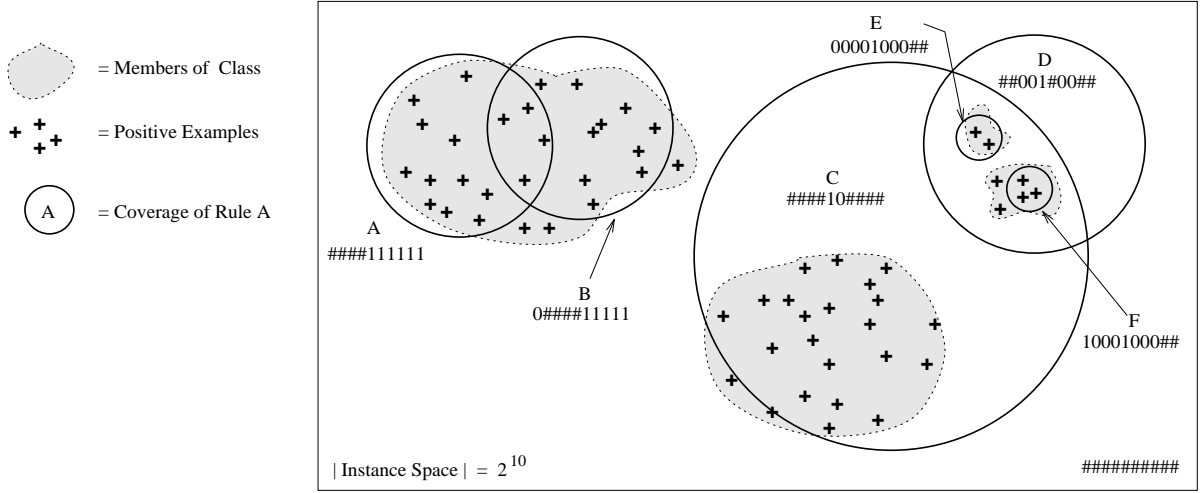 = Members of Class
= Positive Examples
A
= Coverage of Rule A
A
####111111
B
0####11111
C
####10####
E
00001000##
D
##001#00##
F
10001000##
| Instance Space | = 2^10
##########